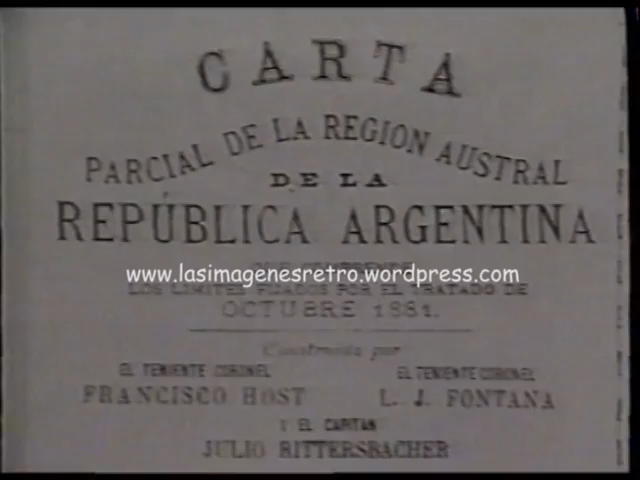 CARTA
PARCIAL DE LA REGION AUSTRAL
DE LA
REPÚBLICA ARGENTINA
QUE COMPRENDE
www.lasimagenesretro.wordpress.com
LOS LIMITES FIJADOS POR EL TRATADO DE
OCTUBRE 1881.
Construida por
EL TENIENTE CORONEL
FRANCISCO HOST
EL TENIENTE CORONEL
L. J. FONTANA
Y EL CAPITAN
JULIO RITTERSBACHER